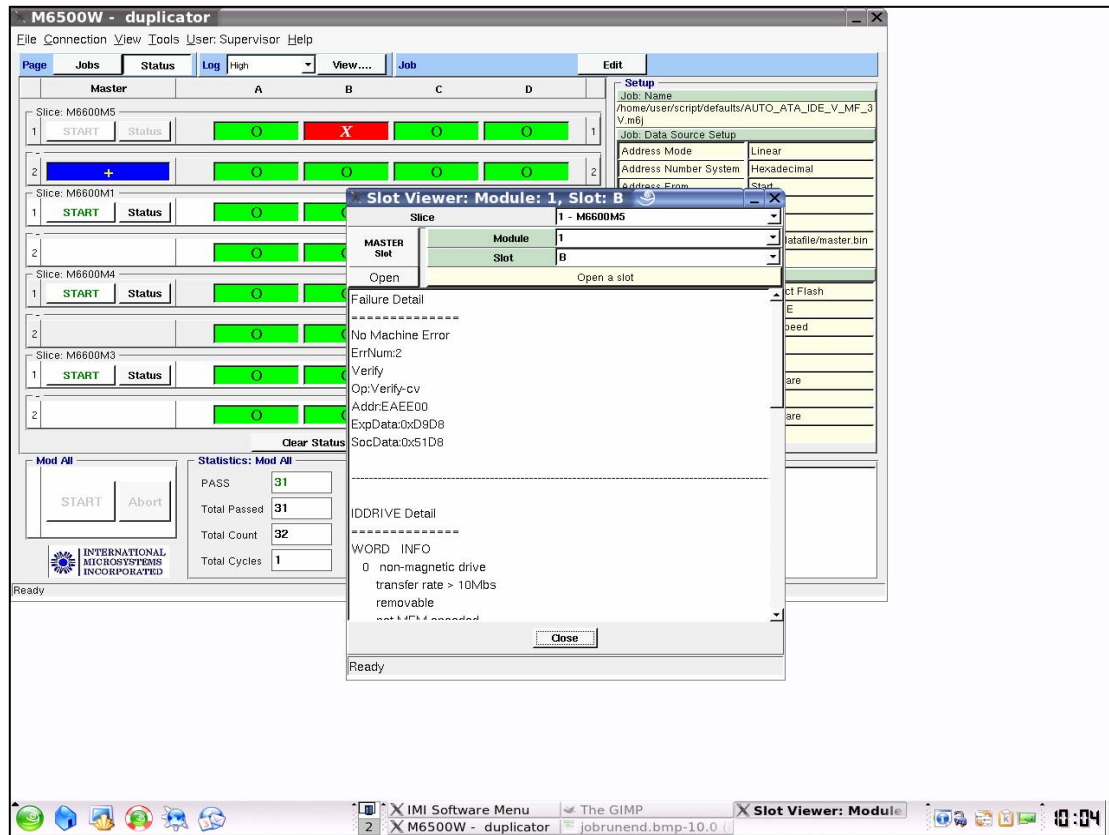 M6500W - duplicator
File Connection View Tools User: Supervisor Help
Page Jobs Status Log High View.... Job Edit
Master A B C D
Slice: M6600M5
1 START Status O X O O 1
2 + O O O O 2
Slice: M6600M1
1 START Status O
2 O
Slice: M6600M4
1 START Status O
2 O
Slice: M6600M3
1 START Status O
2 O
Clear Status
Setup
Job: Name
/home/user/script/defaults/AUTO_ATA_IDE_V_MF_3
V.m6j
Job: Data Source Setup
Address Mode Linear
Address Number System Hexadecimal
Address From Start
datafile/master.bin
ct Flash
E
peed
are
are
Mod All
START Abort
INTERNATIONAL
MICROSYSTEMS
INCORPORATED
Statistics: Mod All
PASS 31
Total Passed 31
Total Count 32
Total Cycles 1
Ready
Slot Viewer: Module: 1, Slot: B
Slice 1 - M6600M5
MASTER
Slot
Module 1
Slot B
Open Open a slot
Failure Detail
==============
No Machine Error
ErrNum:2
Verify
Op:Verify-cv
Addr:EAEE00
ExpData:0xD9D8
SocData:0x51D8
IDDRIVE Detail
==============
WORD INFO
0 non-magnetic drive
transfer rate > 10Mbs
removable
Close
Ready
IMI Software Menu The GIMP Slot Viewer: Module
2 M6500W - duplicator jobrunend.bmp-10.0 (
10:04